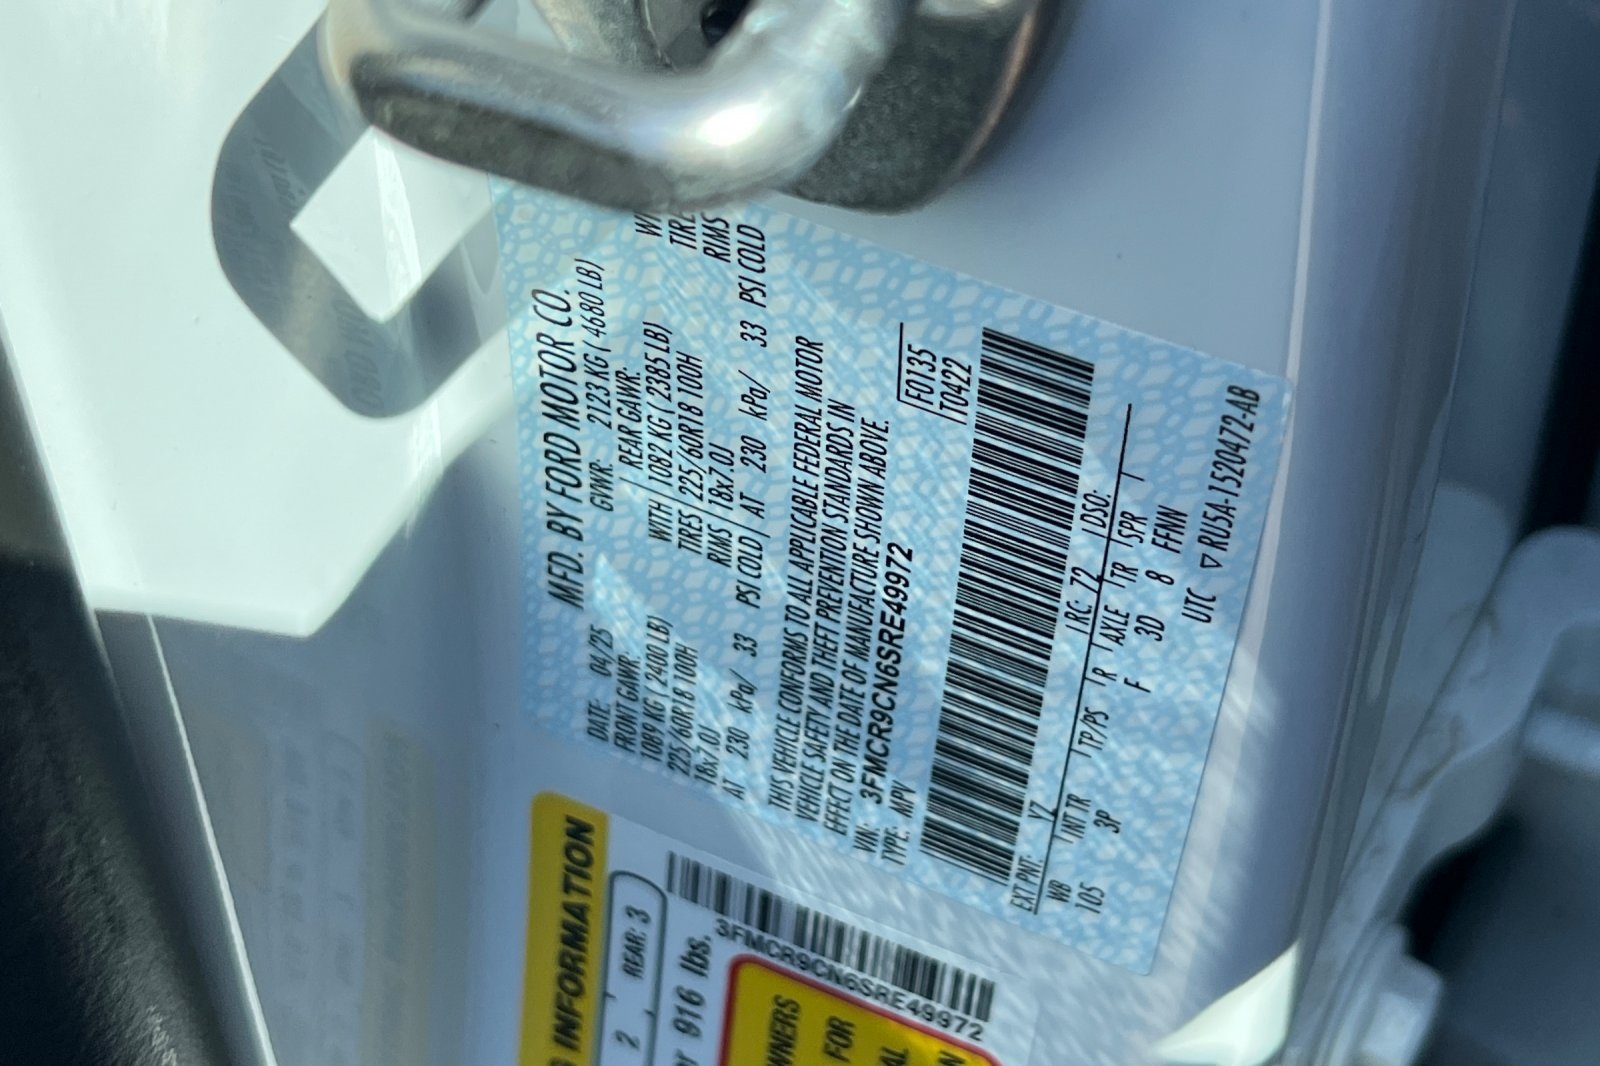 MFD. BY FORD MOTOR CO.
DATE: 04/25 GVWR: 2123 KG ( 4680 LB)
FRONT GAWR: REAR GAWR:
1089 KG ( 2400 LB) WITH 1082 KG ( 2385 LB)
225/60R18 100H TIRES 225/60R18 100H TIRE
18x7.0J RIMS 18x7.0J RIMS
AT 230 kPa/ 33 PSI COLD AT 230 kPa/ 33 PSI COLD
THIS VEHICLE CONFORMS TO ALL APPLICABLE FEDERAL MOTOR
VEHICLE SAFETY AND THEFT PREVENTION STANDARDS IN
EFFECT ON THE DATE OF MANUFACTURE SHOWN ABOVE.
VIN: 3FMCR9CN6SRE49972
TYPE: MPV
F0135
T0422
EXT PNT: YZ RC: 72 DSO:
WB INT TR TP/PS R AXLE TR SPR
105 3P F 3D 8 FFNN
UTC ▽ RU5A-1520472-AB
INFORMATION
2 REAR: 3
916 lbs.
3FMCR9CN6SRE49972
FOR